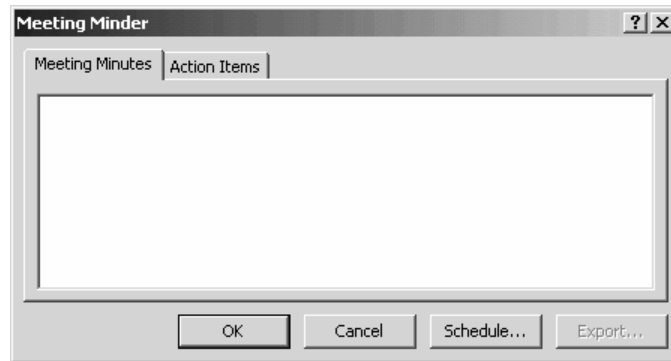 Meeting Minder
Meeting Minutes Action Items
OK Cancel Schedule... Export...